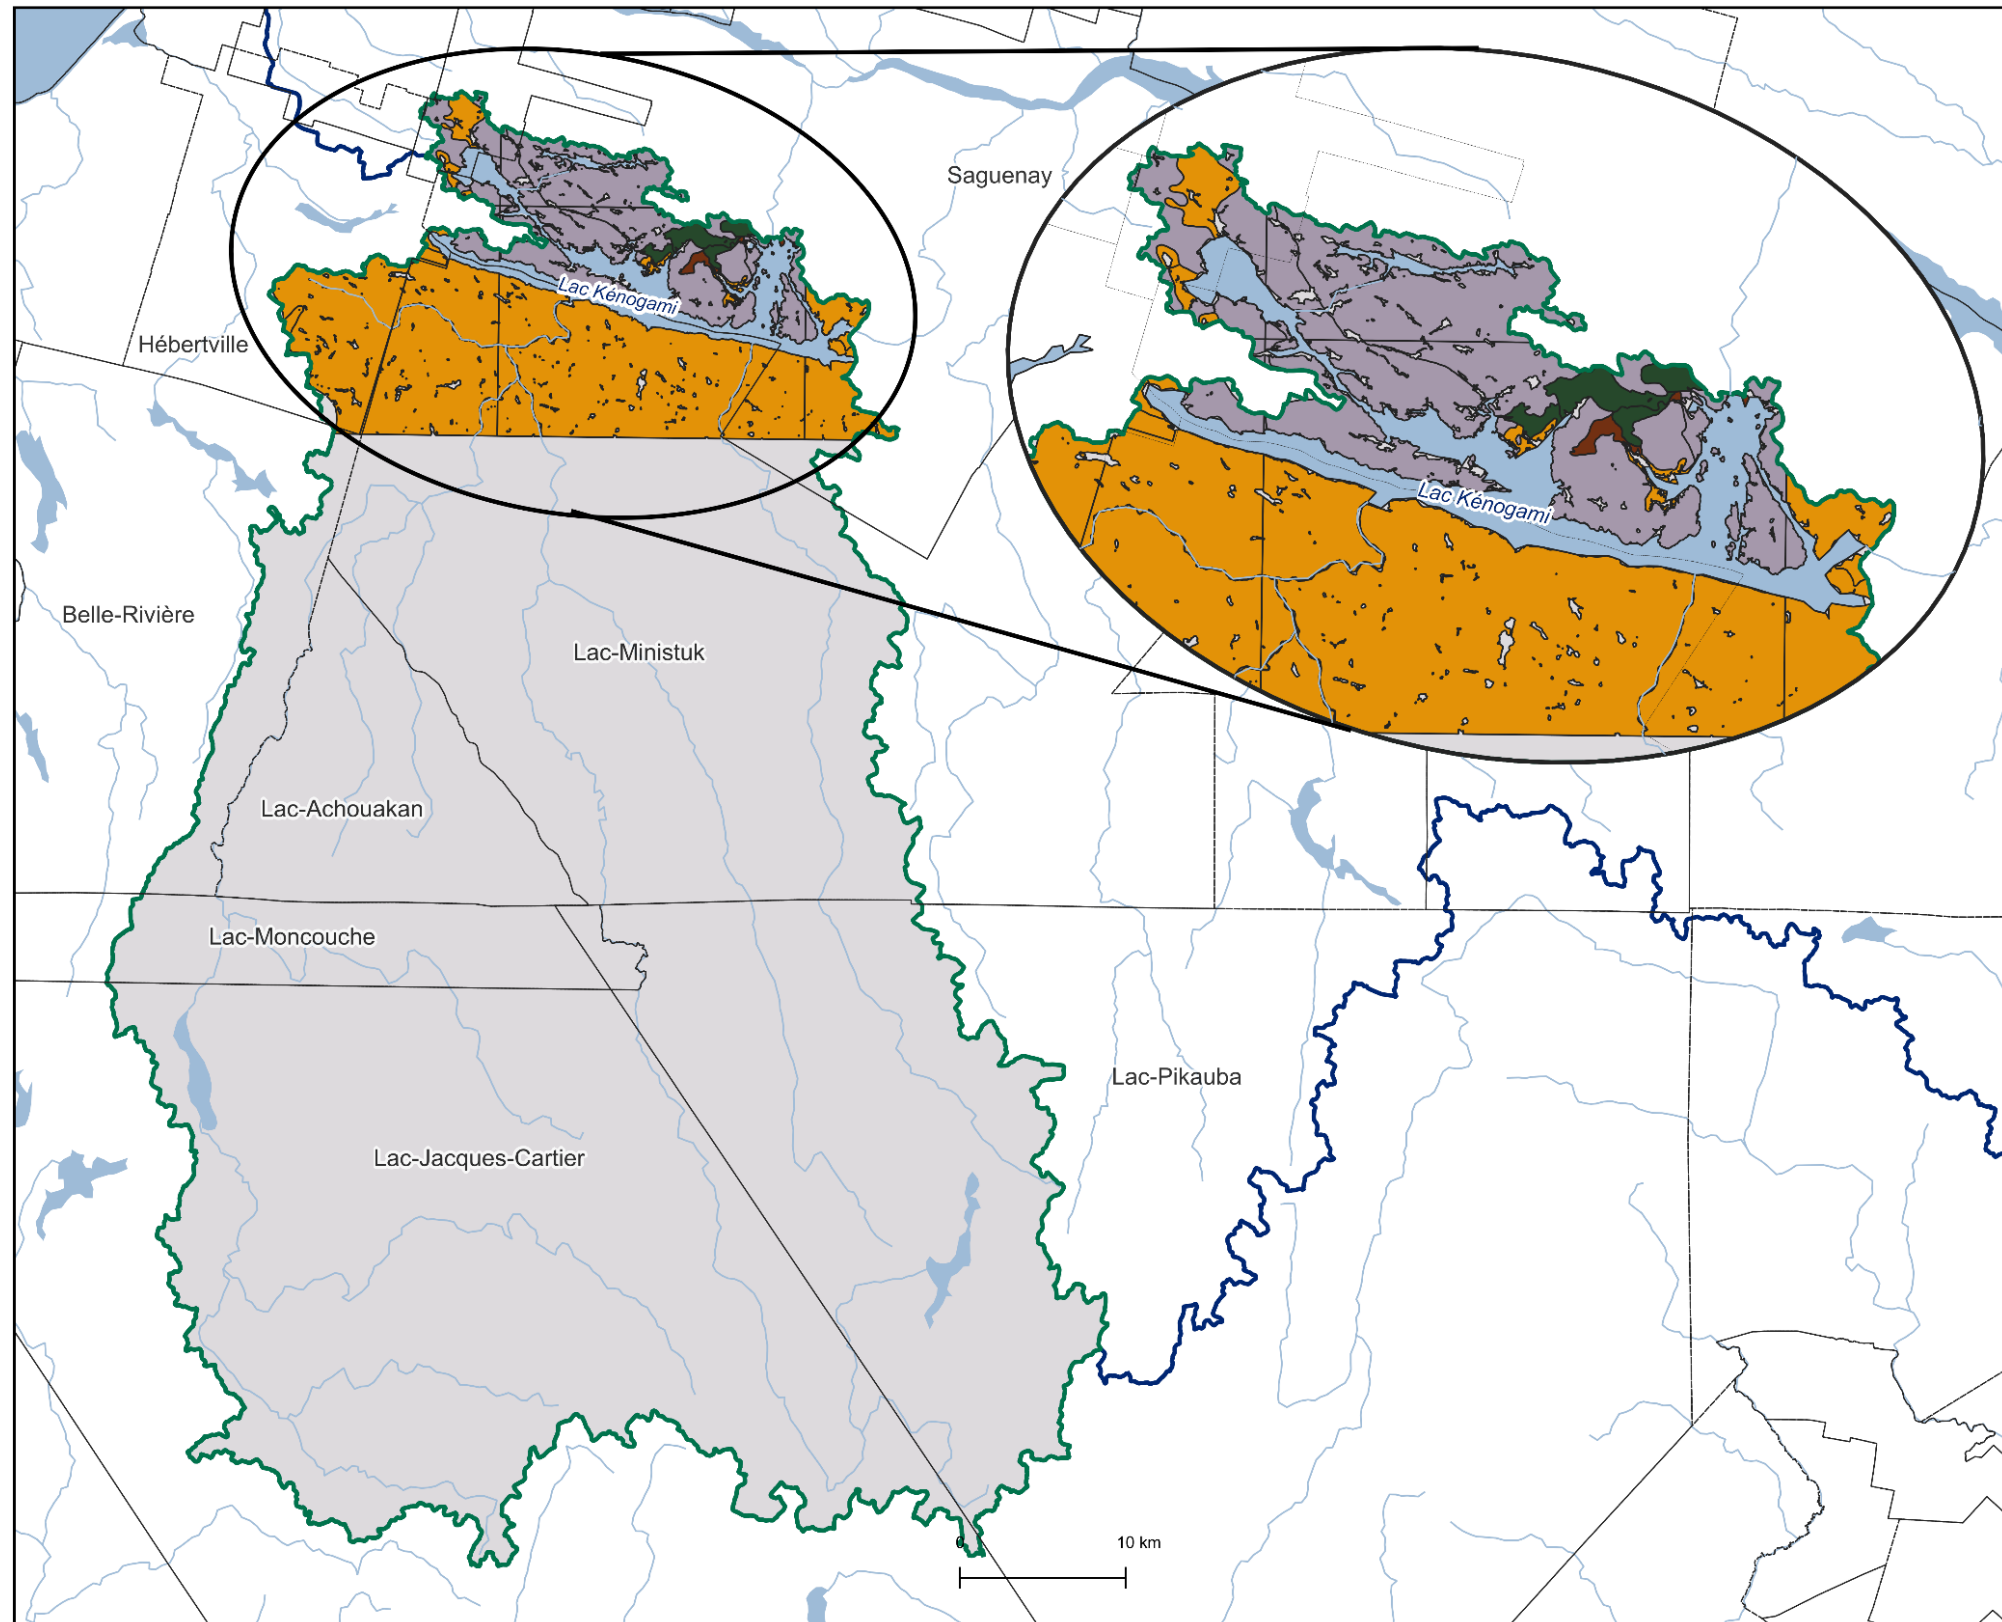 Saguenay
Lac Kénogami
Lac Kénogami
Hébertville
Belle-Rivière
Lac-Ministuk
Lac-Achouakan
Lac-Moncouche
Lac-Pikauba
Lac-Jacques-Cartier
0 10 km